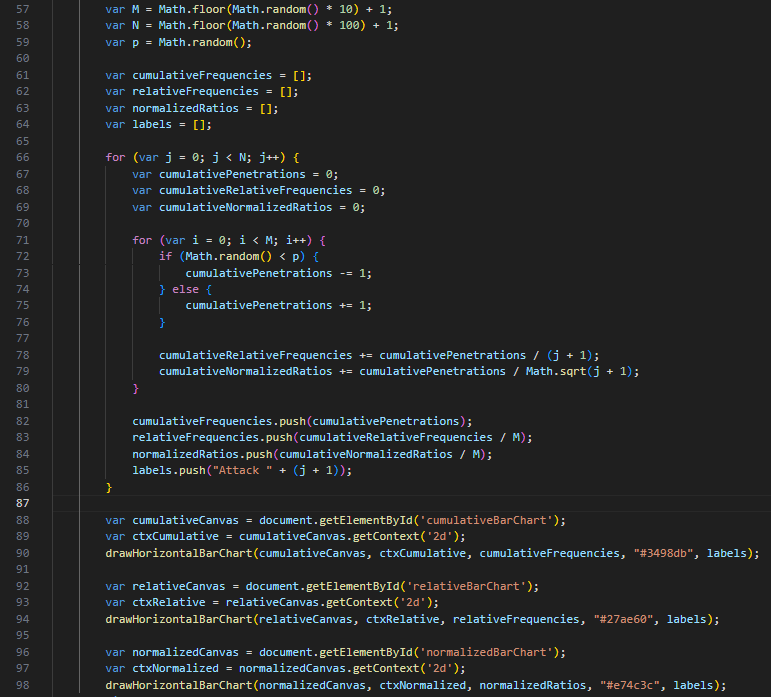 57 var M = Math.floor(Math.random() * 10) + 1;
58 var N = Math.floor(Math.random() * 100) + 1;
59 var p = Math.random();
60
61 var cumulativeFrequencies = [];
62 var relativeFrequencies = [];
63 var normalizedRatios = [];
64 var labels = [];
65
66 for (var j = 0; j < N; j++) {
67 var cumulativePenetrations = 0;
68 var cumulativeRelativeFrequencies = 0;
69 var cumulativeNormalizedRatios = 0;
70
71 for (var i = 0; i < M; i++) {
72 if (Math.random() < p) {
73 cumulativePenetrations -= 1;
74 } else {
75 cumulativePenetrations += 1;
76 }
77
78 cumulativeRelativeFrequencies += cumulativePenetrations / (j + 1);
79 cumulativeNormalizedRatios += cumulativePenetrations / Math.sqrt(j + 1);
80 }
81
82 cumulativeFrequencies.push(cumulativePenetrations);
83 relativeFrequencies.push(cumulativeRelativeFrequencies / M);
84 normalizedRatios.push(cumulativeNormalizedRatios / M);
85 labels.push("Attack " + (j + 1));
86 }
87
88 var cumulativeCanvas = document.getElementById('cumulativeBarChart');
89 var ctxCumulative = cumulativeCanvas.getContext('2d');
90 drawHorizontalBarChart(cumulativeCanvas, ctxCumulative, cumulativeFrequencies, "#3498db", labels);
91
92 var relativeCanvas = document.getElementById('relativeBarChart');
93 var ctxRelative = relativeCanvas.getContext('2d');
94 drawHorizontalBarChart(relativeCanvas, ctxRelative, relativeFrequencies, "#27ae60", labels);
95
96 var normalizedCanvas = document.getElementById('normalizedBarChart');
97 var ctxNormalized = normalizedCanvas.getContext('2d');
98 drawHorizontalBarChart(normalizedCanvas, ctxNormalized, normalizedRatios, "#e74c3c", labels);